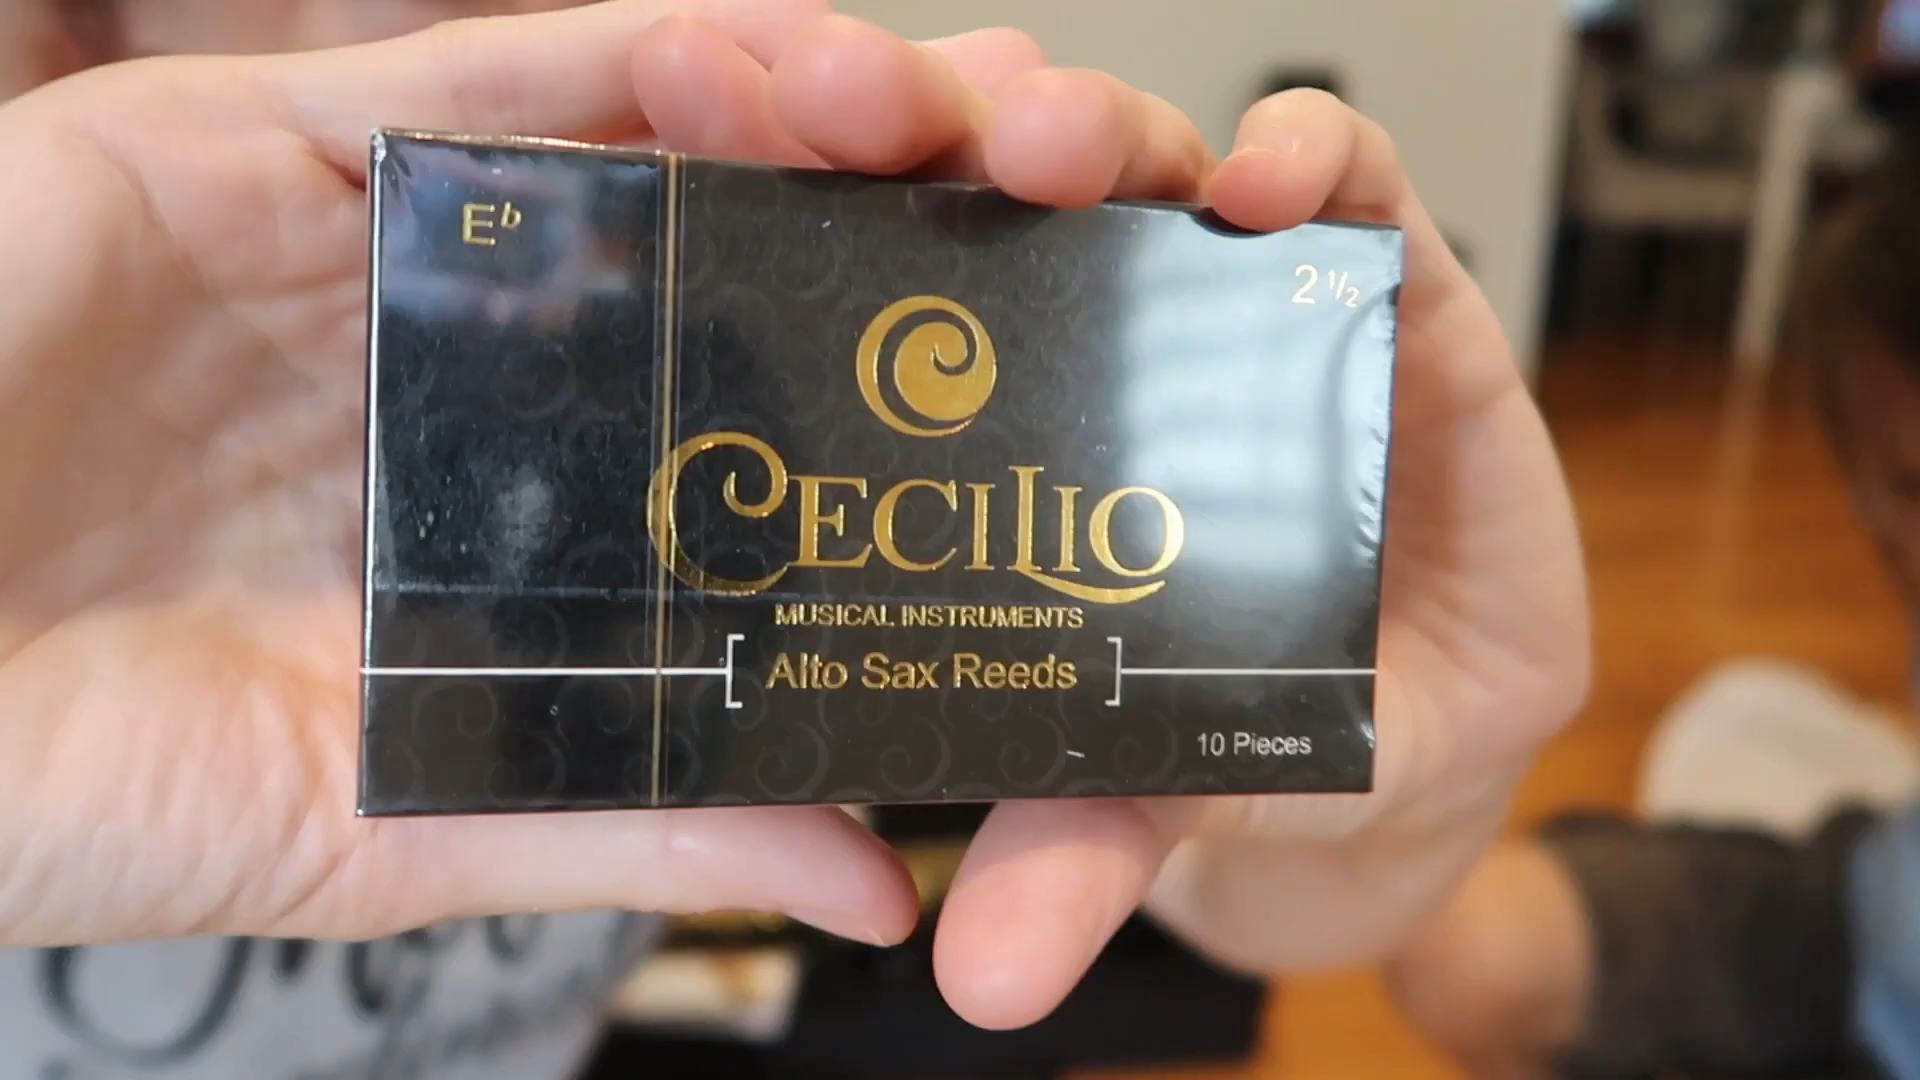 E♭
2 1/2
CECILIO
MUSICAL INSTRUMENTS
Alto Sax Reeds
10 Pieces